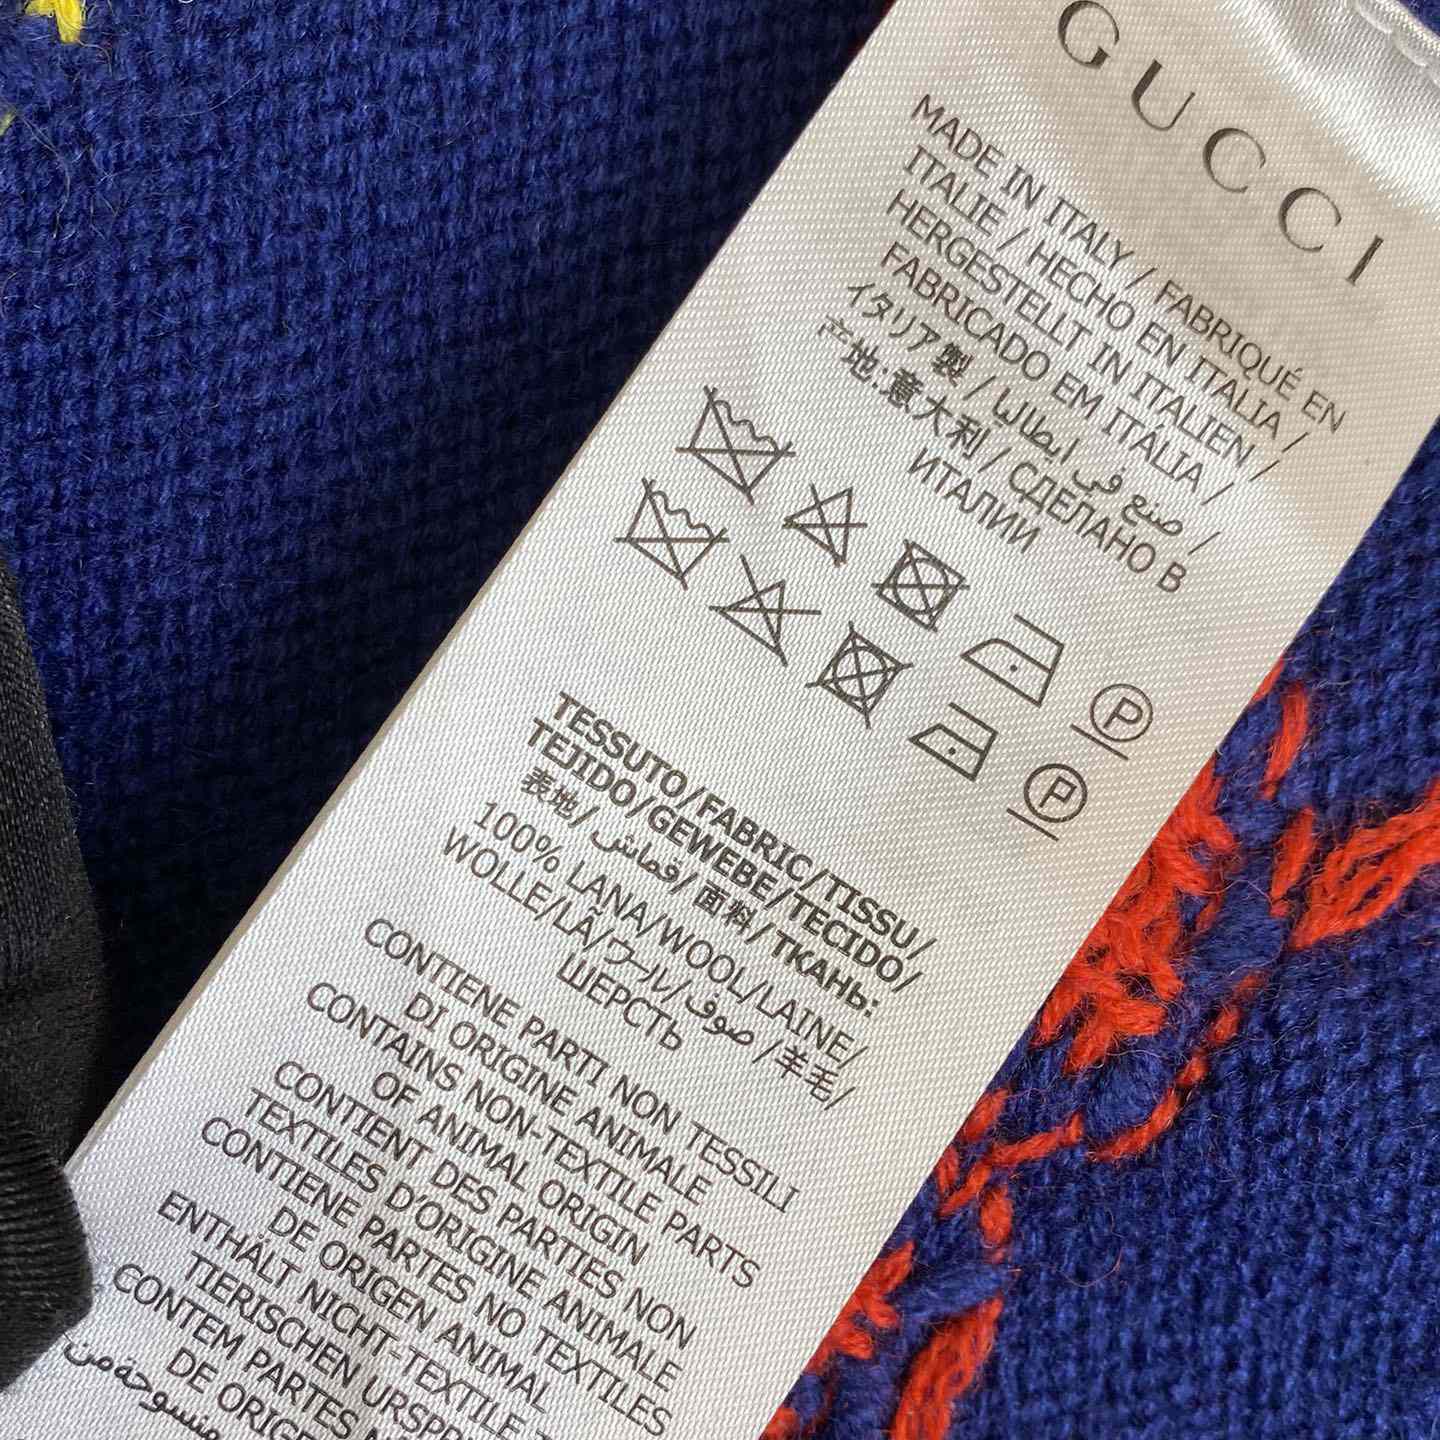 GUCCI
MADE IN ITALY / FABRIQUÉ EN
ITALIE / HECHO EN ITALIA /
HERGESTELLT IN ITALIEN /
FABRICADO EM ITÁLIA /
イタリア製 / صنع في ايطاليا /
产地:意大利 / СДЕЛАНО В
ИТАЛИИ
P
P
TESSUTO/FABRIC/TISSU/
TEJIDO/GEWEBE/TECIDO/
表地/قماش/面料/ТКАНЬ:
100% LANA/WOOL/LAINE/
WOLLE/LÃ/ウール/صوف/羊毛/
ШЕРСТЬ
CONTIENE PARTI NON TESSILI
DI ORIGINE ANIMALE
CONTAINS NON-TEXTILE PARTS
OF ANIMAL ORIGIN
CONTIENT DES PARTIES NON
TEXTILES D'ORIGINE ANIMALE
CONTIENE PARTES NO TEXTILES
DE ORIGEN ANIMAL
ENTHÄLT NICHT-TEXTILE
TIERISCHEN
CONTEM PARTES
DE
منسوجة من